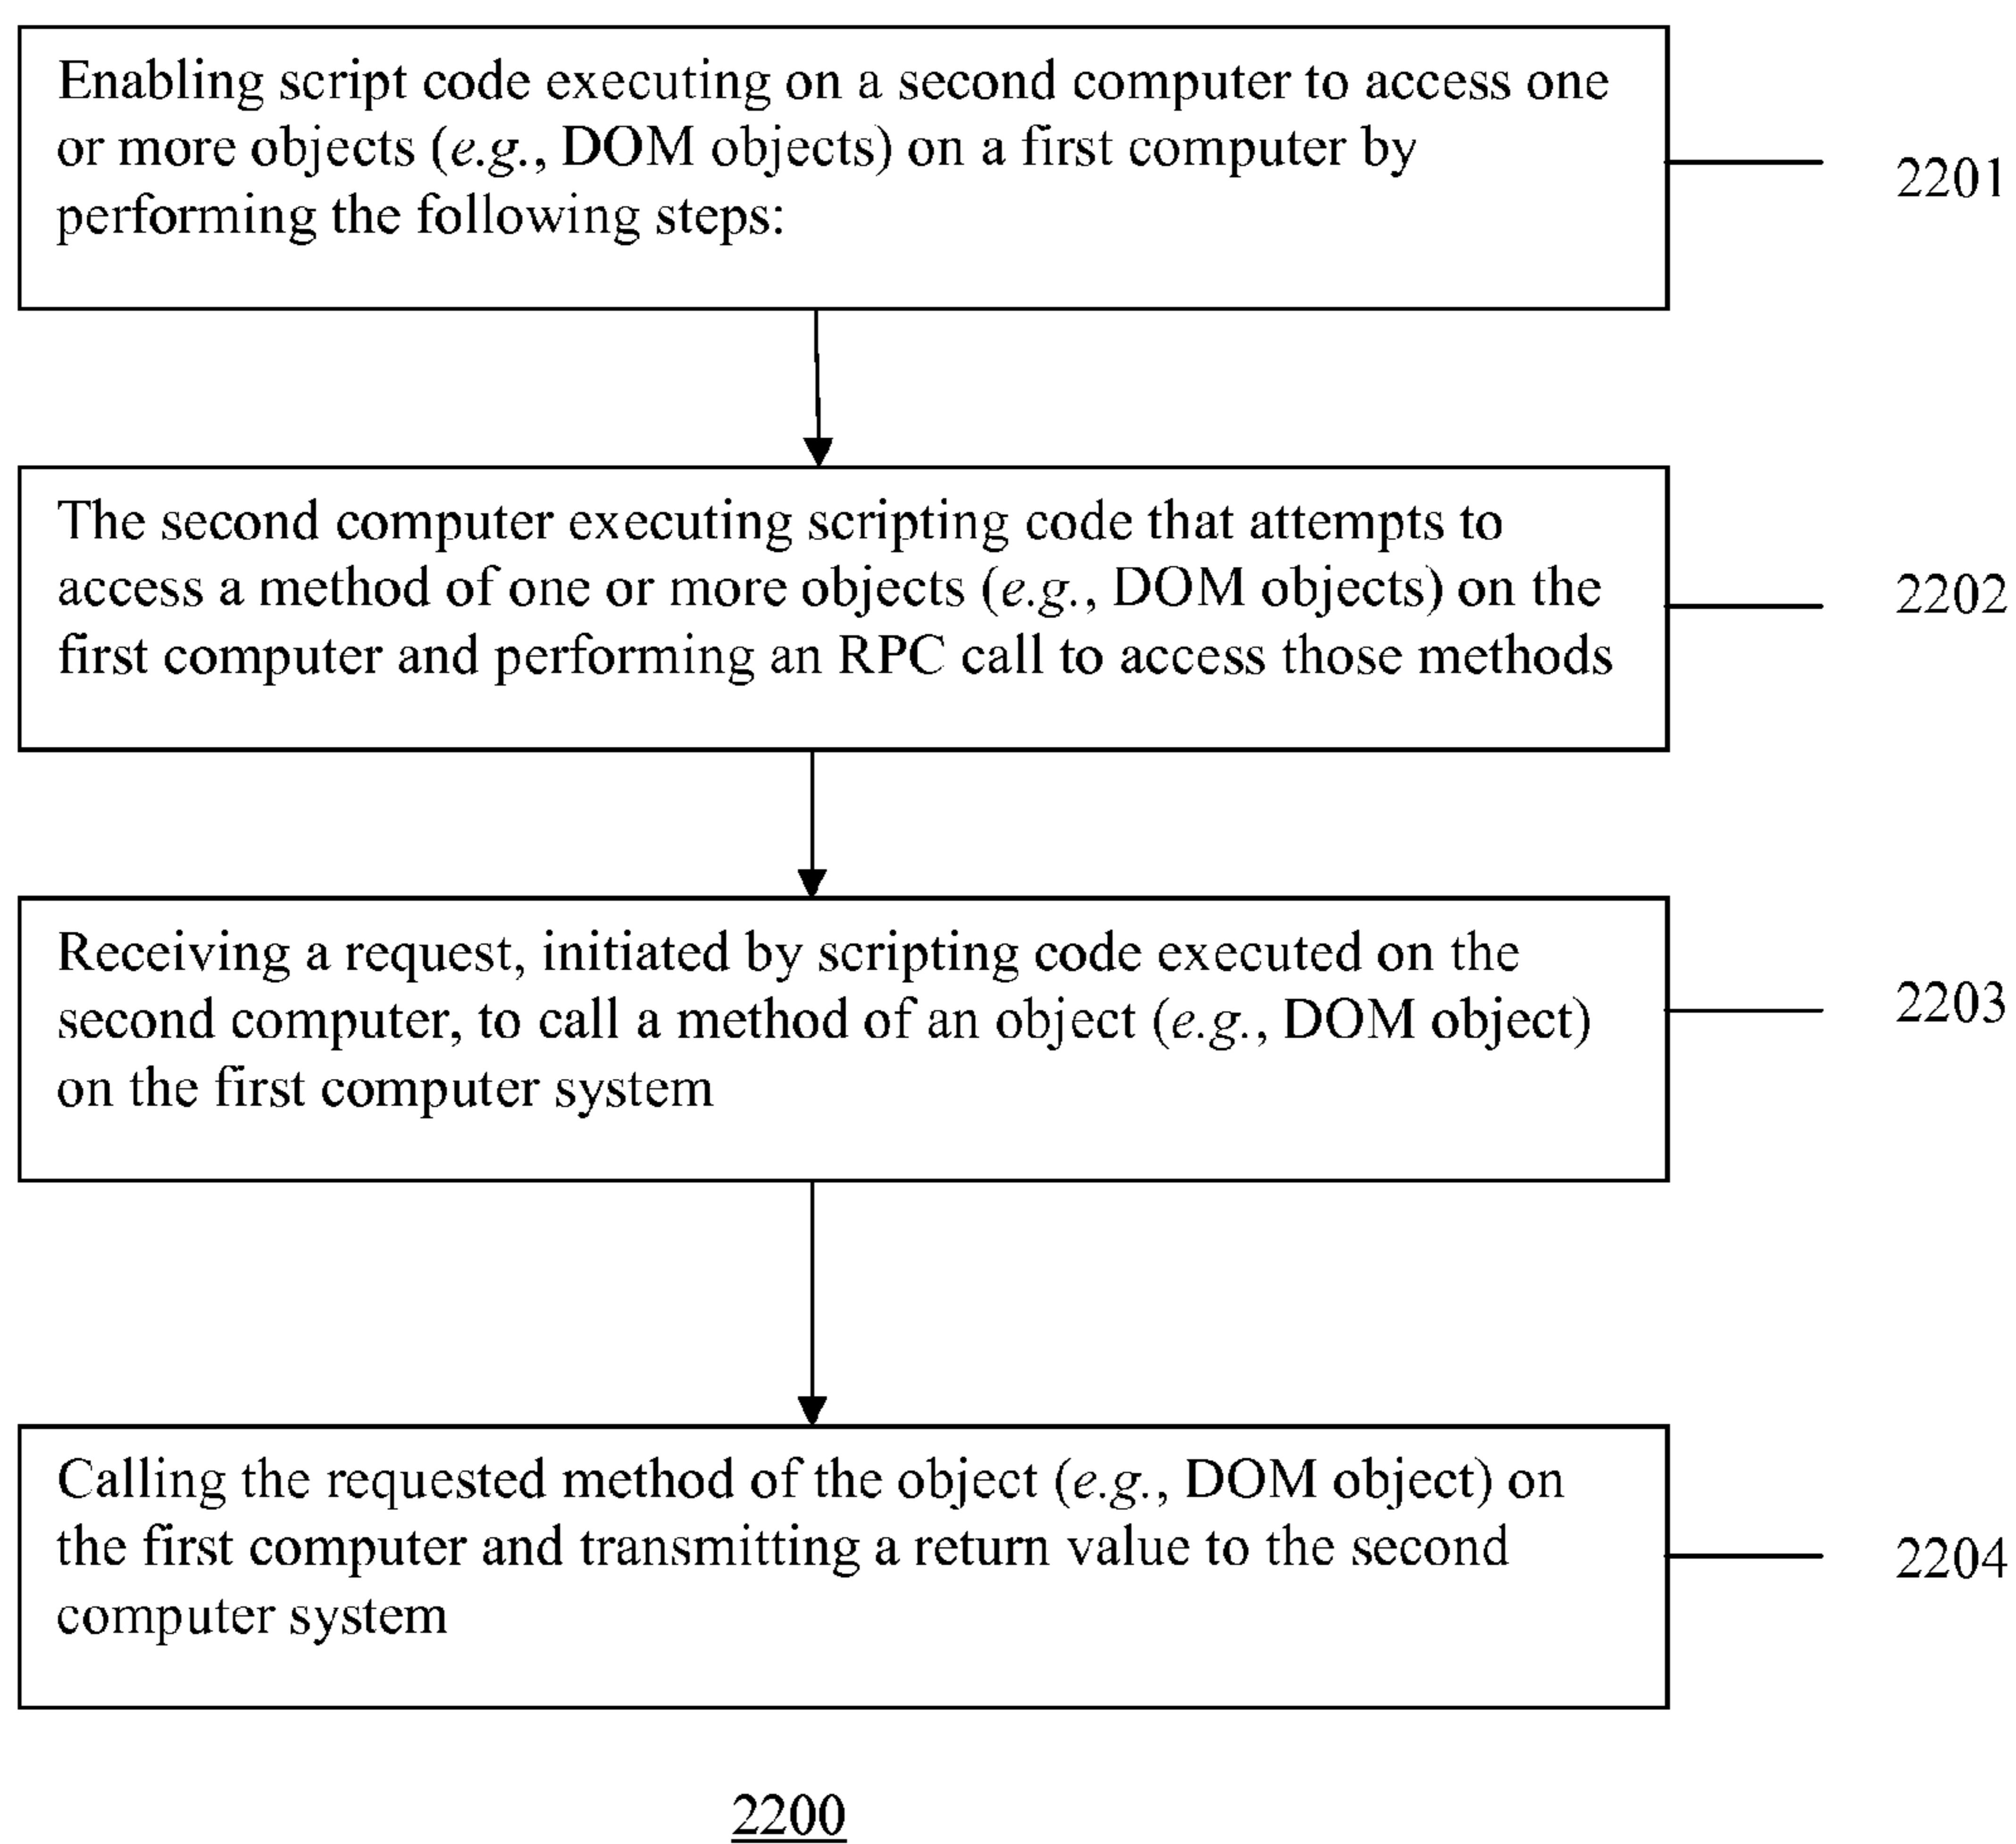 Enabling script code executing on a second computer to access one
or more objects (e.g., DOM objects) on a first computer by
performing the following steps:
2201
The second computer executing scripting code that attempts to
access a method of one or more objects (e.g., DOM objects) on the
first computer and performing an RPC call to access those methods
2202
Receiving a request, initiated by scripting code executed on the
second computer, to call a method of an object (e.g., DOM object)
on the first computer system
2203
Calling the requested method of the object (e.g., DOM object) on
the first computer and transmitting a return value to the second
computer system
2204
2200